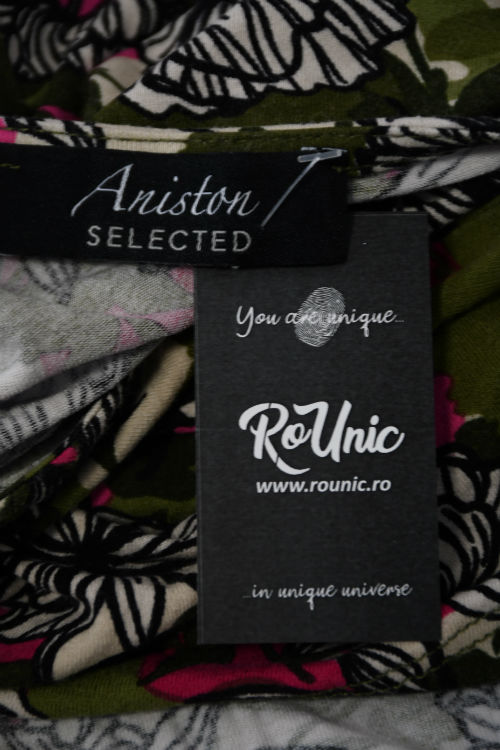 Aniston
SELECTED
You are unique...
RoUnic
www.rounic.ro
...in unique universe